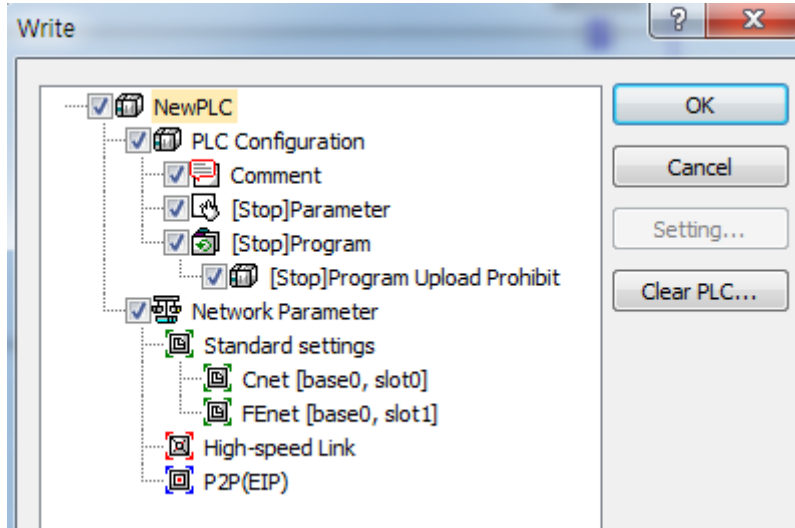 Write
NewPLC
PLC Configuration
Comment
[Stop]Parameter
[Stop]Program
[Stop]Program Upload Prohibit
Network Parameter
Standard settings
Cnet [base0, slot0]
FEnet [base0, slot1]
High-speed Link
P2P(EIP)
OK
Cancel
Setting...
Clear PLC...